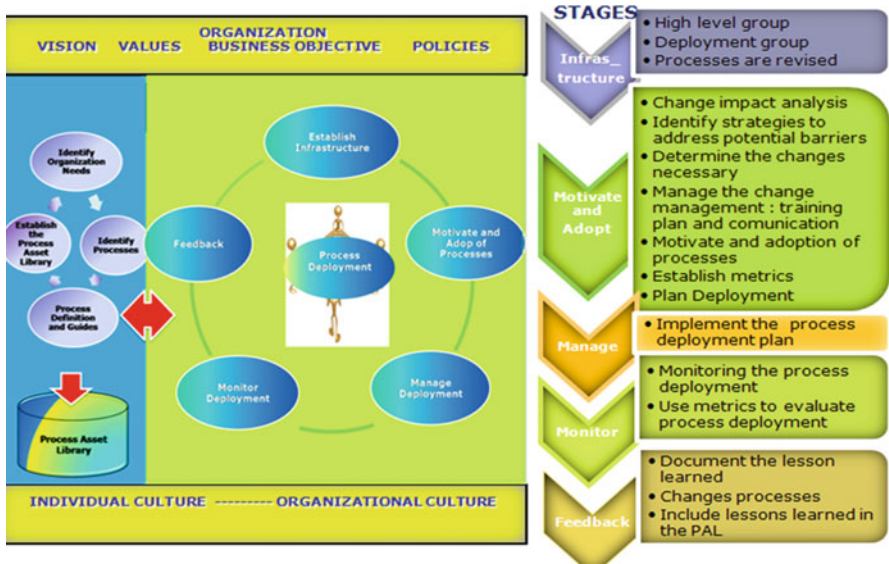 ORGANIZATION
VISION VALUES BUSINESS OBJECTIVE POLICIES
Identify
Organization
Needs
Establish
the
Process
Asset
Library
Identify
Processes
Process
Definition
and Guides
Process Asset
Library
Establish
Infrastructure
Feedback
Motivate and
Adop of
Processes
Process
Deployment
Monitor
Deployment
Manage
Deployment
INDIVIDUAL CULTURE --------- ORGANIZATIONAL CULTURE
STAGES
Infras_
tructure
• High level group
• Deployment group
• Processes are revised
Motivate
and
Adopt
• Change impact analysis
• Identify strategies to
address potential barriers
• Determine the changes
necessary
• Manage the change
management : training
plan and comunication
• Motivate and adoption of
processes
• Establish metrics
• Plan Deployment
Manage
• Implement the process
deployment plan
Monitor
• Monitoring the process
deployment
• Use metrics to evaluate
process deployment
Feedback
• Document the lesson
learned
• Changes processes
• Include lessons learned in
the PAL